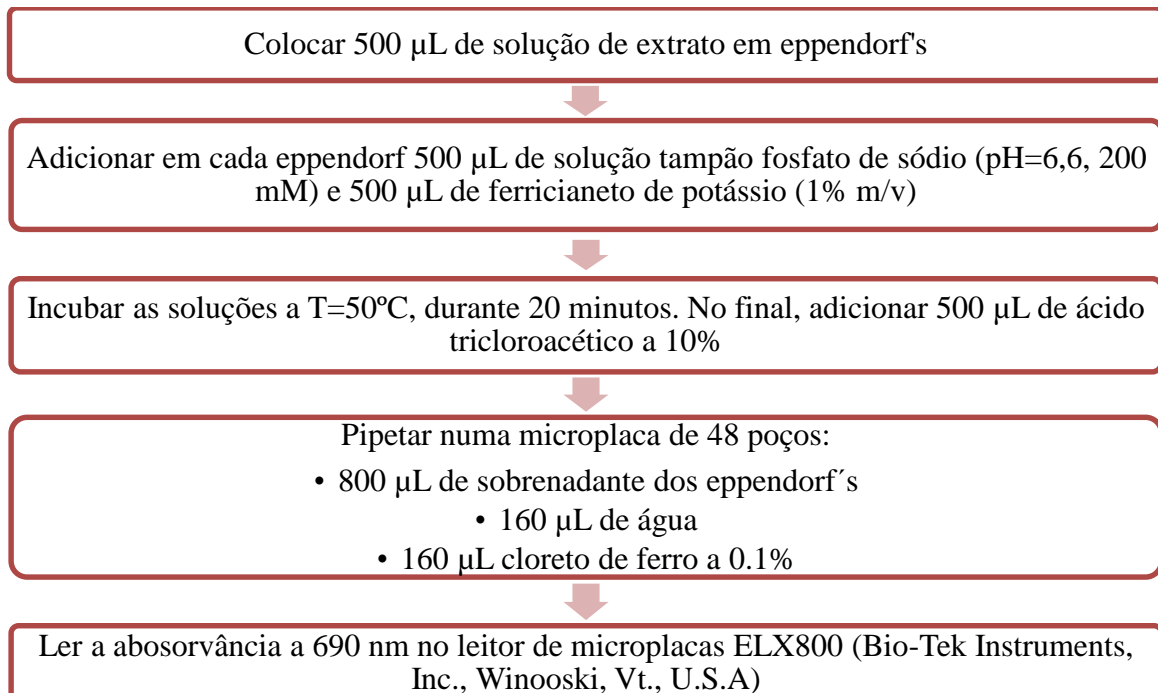 Colocar 500 µL de solução de extrato em eppendorf's
Adicionar em cada eppendorf 500 µL de solução tampão fosfato de sódio (pH=6,6, 200
mM) e 500 µL de ferricianeto de potássio (1% m/v)
Incubar as soluções a T=50ºC, durante 20 minutos. No final, adicionar 500 µL de ácido
tricloroacético a 10%
Pipetar numa microplaca de 48 poços:
• 800 µL de sobrenadante dos eppendorf´s
• 160 µL de água
• 160 µL cloreto de ferro a 0.1%
Ler a abosorvância a 690 nm no leitor de microplacas ELX800 (Bio-Tek Instruments,
Inc., Winooski, Vt., U.S.A)